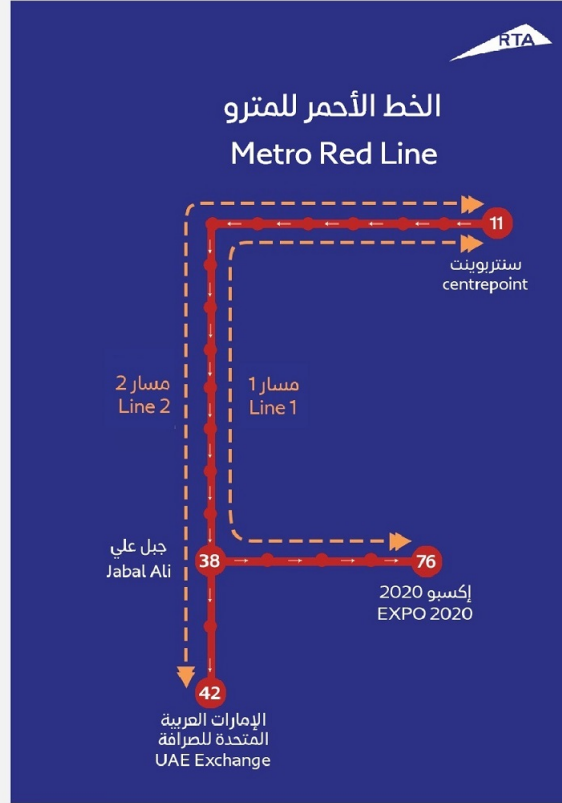 RTA
الخط الأحمر للمترو
Metro Red Line
11
سنتربوينت
centrepoint
مسار 2
Line 2
مسار 1
Line 1
جبل علي
Jabal Ali
38
76
إكسبو 2020
EXPO 2020
42
الإمارات العربية
المتحدة للصرافة
UAE Exchange